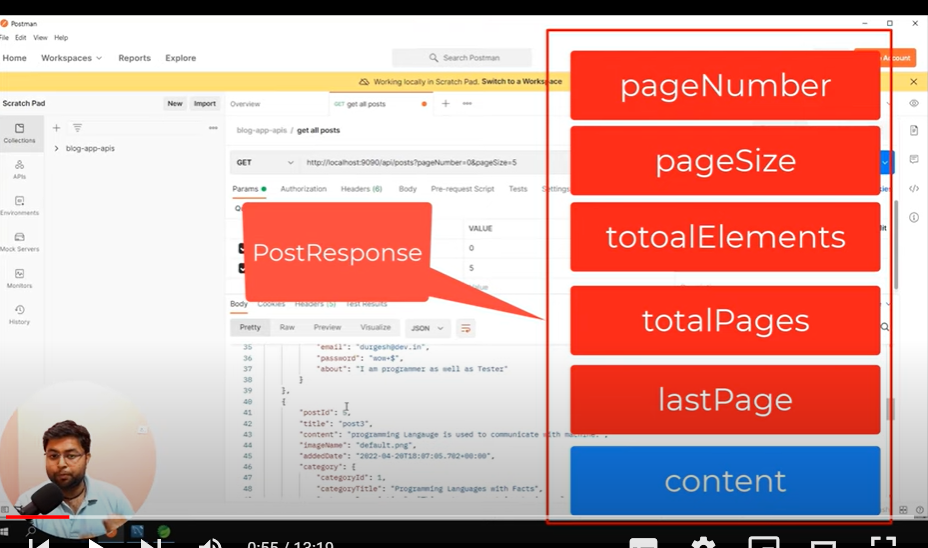 Postman
File Edit View Help
Home Workspaces Reports Explore
Search Postman
Account
Working locally in Scratch Pad. Switch to a Workspace
Scratch Pad
New Import
Overview
GET get all posts
Collections
APIs
Environments
Mock Servers
Monitors
History
blog-app-apis
blog-app-apis / get all posts
GET
http://localhost:9090/api/posts?pageNumber=0&pageSize=5
Params Authorization Headers (6) Body Pre-request Script Tests Settings
VALUE
0
5
Value
Body Cookies Headers (5) Test Results
Pretty Raw Preview Visualize JSON
35 "email": "durgesh@dev.in",
36
37 "about": "I am programmer as well as Tester"
38 }
39 },
40 {
41 "postId": 5,
42 "title": "post3",
43 "content": "programming Langauge is used to communicate with machine.",
44 "imageName": "default.png",
45 "addedDate": "2022-04-20T18:07:05.702+00:00",
46 "category": {
47 "categoryId": 1,
48 "categoryTitle": "Programming Languages with Facts",
PostResponse
pageNumber
pageSize
totoalElements
totalPages
lastPage
content
0:55 / 13:19